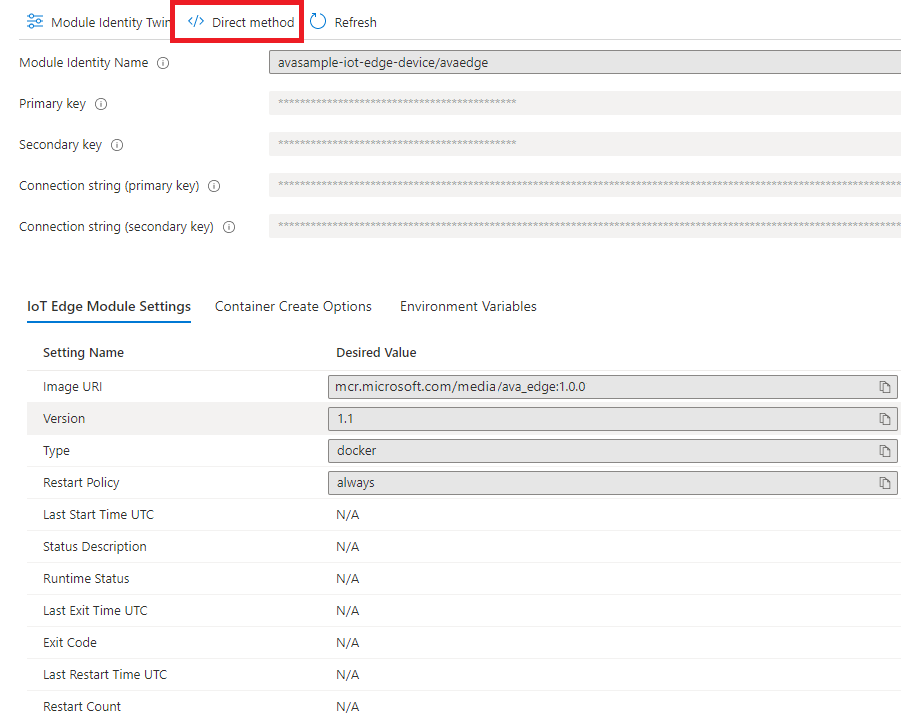 Module Identity Twin </> Direct method Refresh
Module Identity Name avasample-iot-edge-device/avaedge
Primary key ********************************************
Secondary key ********************************************
Connection string (primary key)
Connection string (secondary key)
IoT Edge Module Settings Container Create Options Environment Variables
Setting Name Desired Value
Image URI mcr.microsoft.com/media/ava_edge:1.0.0
Version 1.1
Type docker
Restart Policy always
Last Start Time UTC N/A
Status Description N/A
Runtime Status N/A
Last Exit Time UTC N/A
Exit Code N/A
Last Restart Time UTC N/A
Restart Count N/A